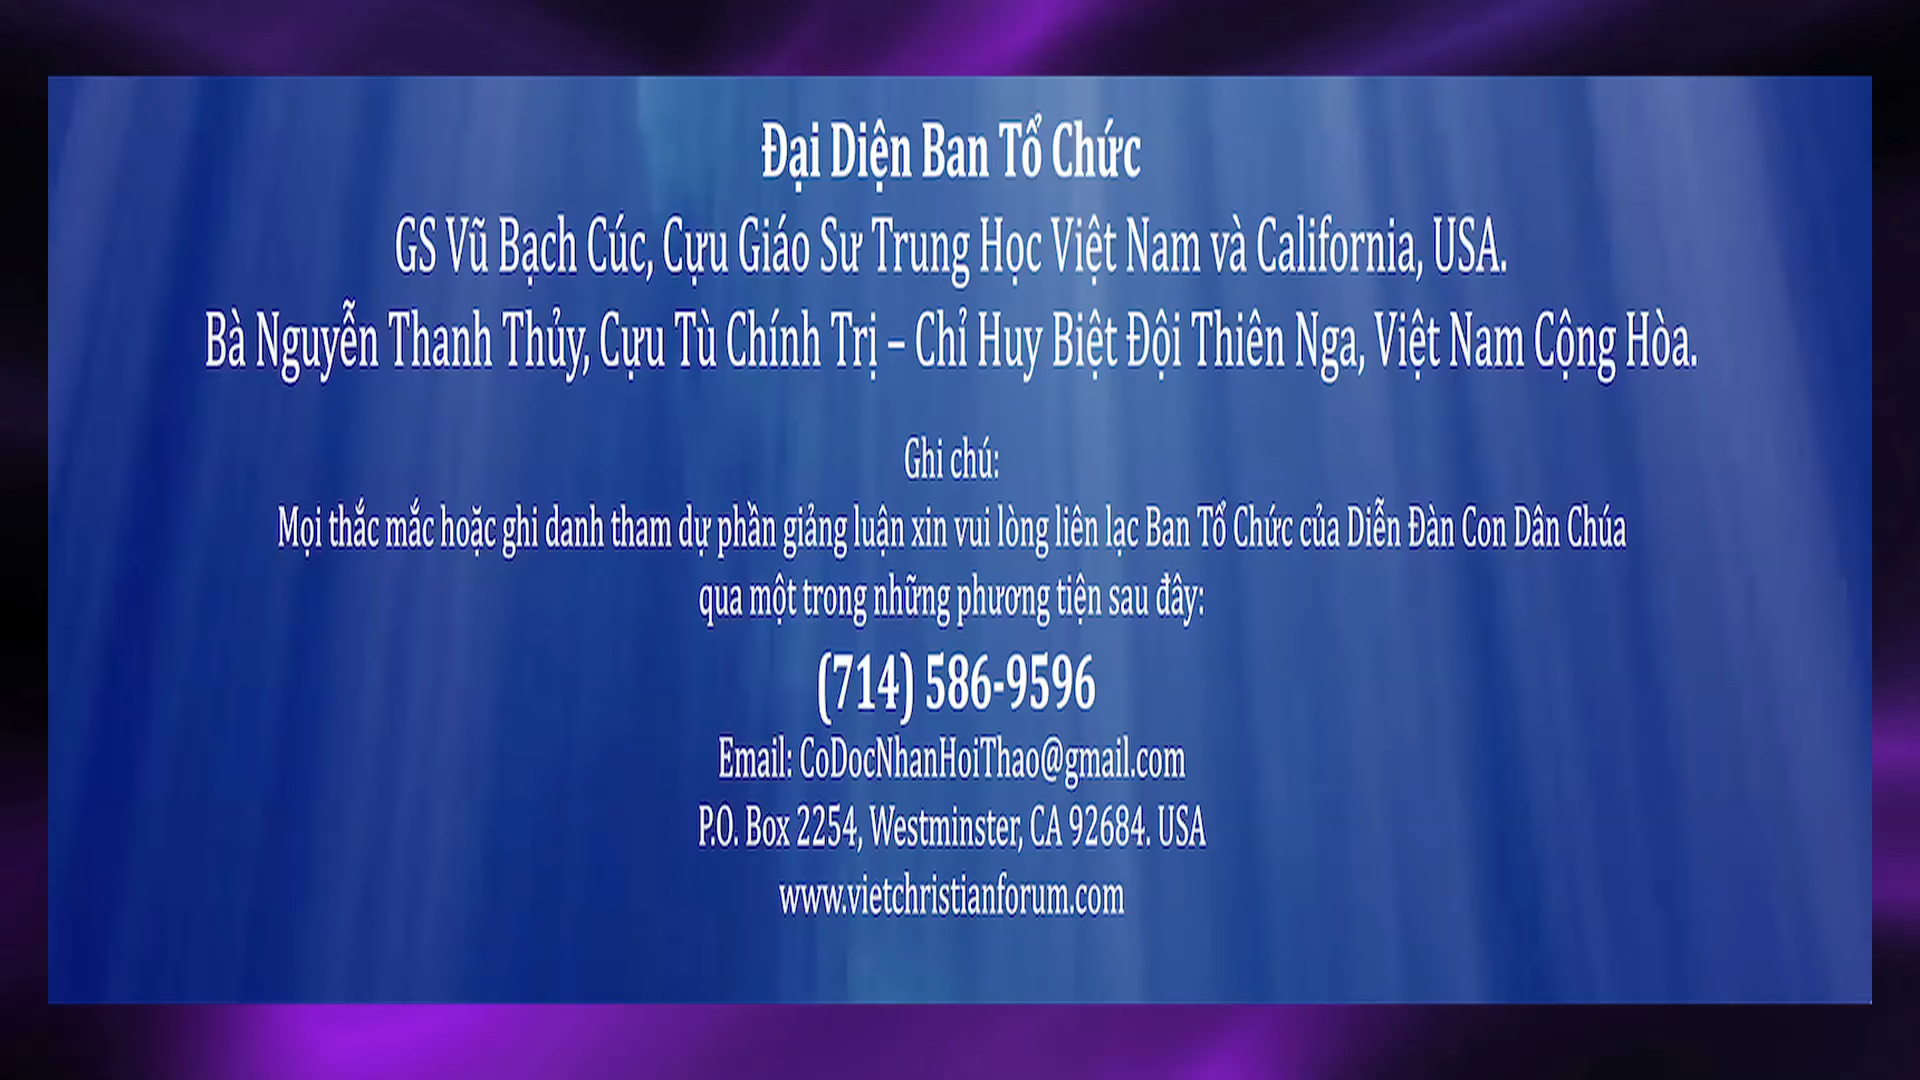 Đại Diện Ban Tổ Chức
GS Vũ Bạch Cúc, Cựu Giáo Sư Trung Học Việt Nam và California, USA.
Bà Nguyễn Thanh Thủy, Cựu Tù Chính Trị – Chỉ Huy Biệt Đội Thiên Nga, Việt Nam Cộng Hòa.
Ghi chú:
Mọi thắc mắc hoặc ghi danh tham dự phần giảng luận xin vui lòng liên lạc Ban Tổ Chức của Diễn Đàn Con Dân Chúa
qua một trong những phương tiện sau đây:
(714) 586-9596
Email: CoDocNhanHoiThao@gmail.com
P.O. Box 2254, Westminster, CA 92684. USA
www.vietchristianforum.com